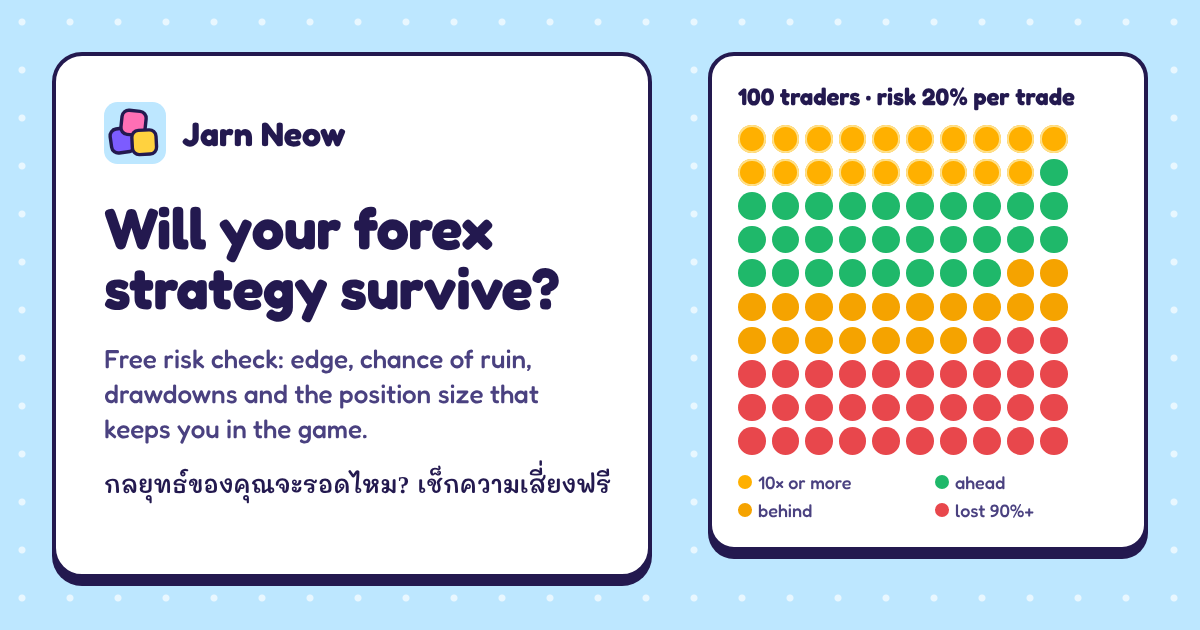 Jarn Neow
Will your forex
strategy survive?
Free risk check: edge, chance of ruin,
drawdowns and the position size that
keeps you in the game.
กลยุทธ์ของคุณจะรอดไหม? เช็กความเสี่ยงฟรี
100 traders · risk 20% per trade
10× or more
ahead
behind
lost 90%+